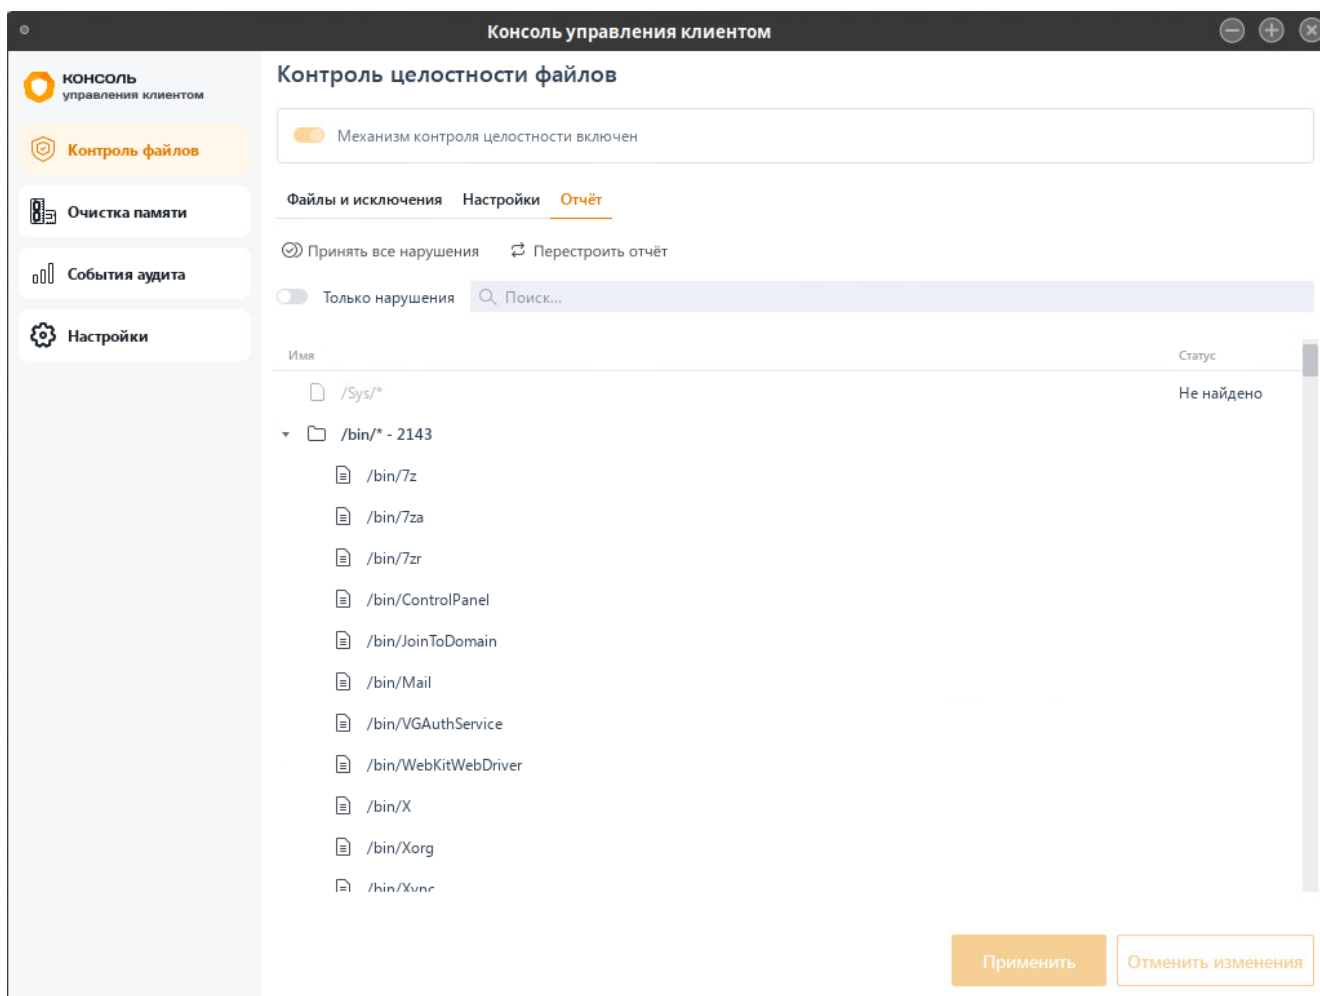 Консоль управления клиентом
консоль
управления клиентом
Контроль файлов
Очистка памяти
События аудита
Настройки
Контроль целостности файлов
Механизм контроля целостности включен
Файлы и исключения Настройки Отчёт
Принять все нарушения Перестроить отчёт
Только нарушения Поиск...
Имя Статус
/Sys/* Не найдено
/bin/* - 2143
/bin/7z
/bin/7za
/bin/7zr
/bin/ControlPanel
/bin/JoinToDomain
/bin/Mail
/bin/VGAuthService
/bin/WebKitWebDriver
/bin/X
/bin/Xorg
/bin/Xvnc
Применить Отменить изменения